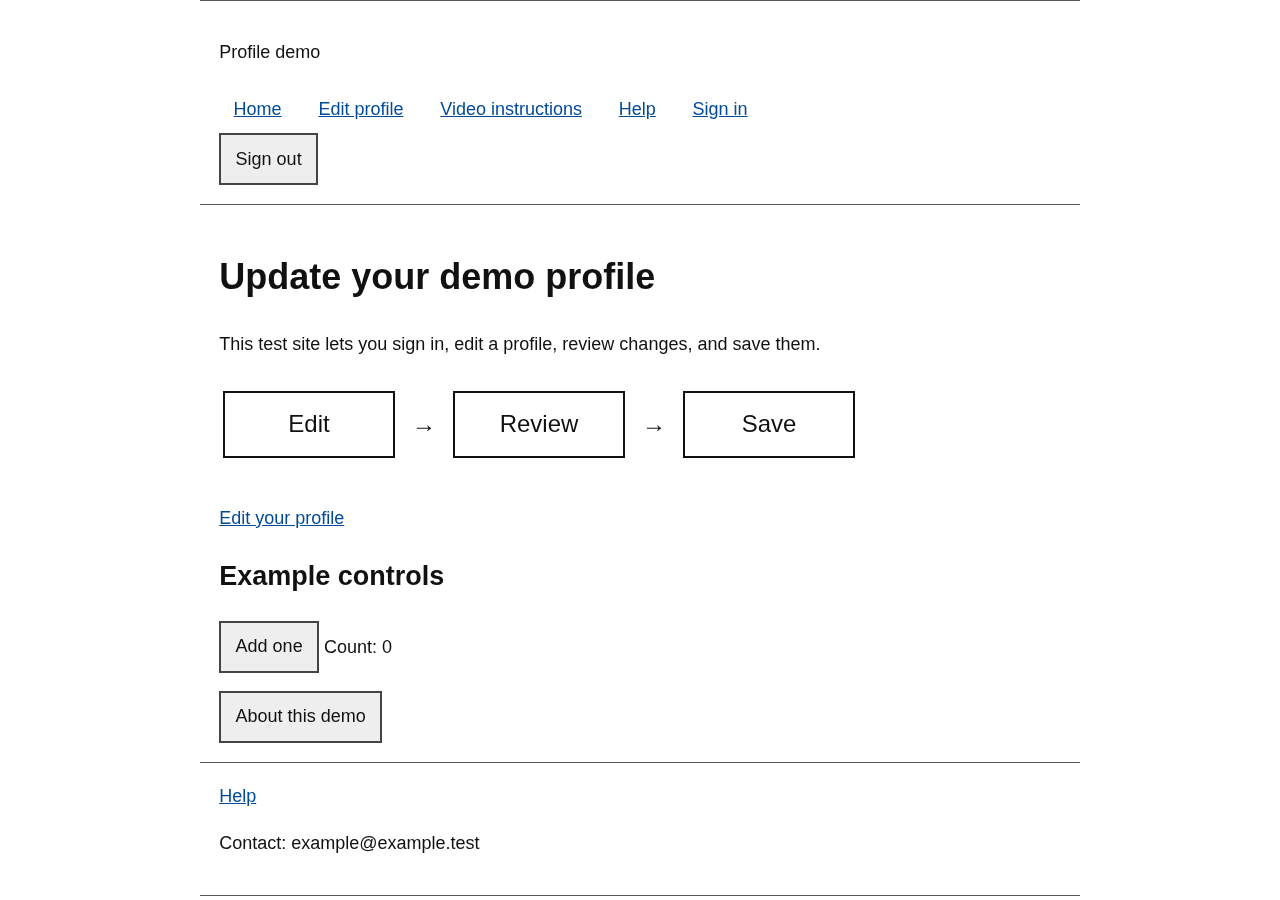 Profile demo
Home Edit profile Video instructions Help Sign in
Sign out
Update your demo profile
This test site lets you sign in, edit a profile, review changes, and save them.
Edit → Review → Save
Edit your profile
Example controls
Add one Count: 0
About this demo
Help
Contact: example@example.test